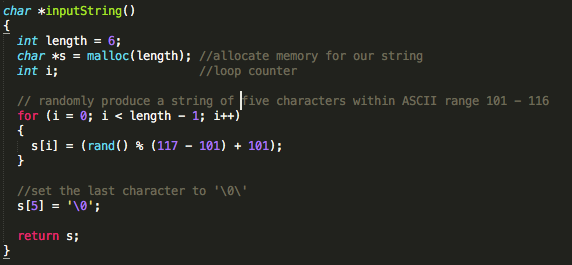 char *inputString()
{
int length = 6;
char *s = malloc(length); //allocate memory for our string
int i; //loop counter
// randomly produce a string of five characters within ASCII range 101 - 116
for (i = 0; i < length - 1; i++)
{
s[i] = (rand() % (117 - 101) + 101);
}
//set the last character to '\0\'
s[5] = '\0';
return s;
}